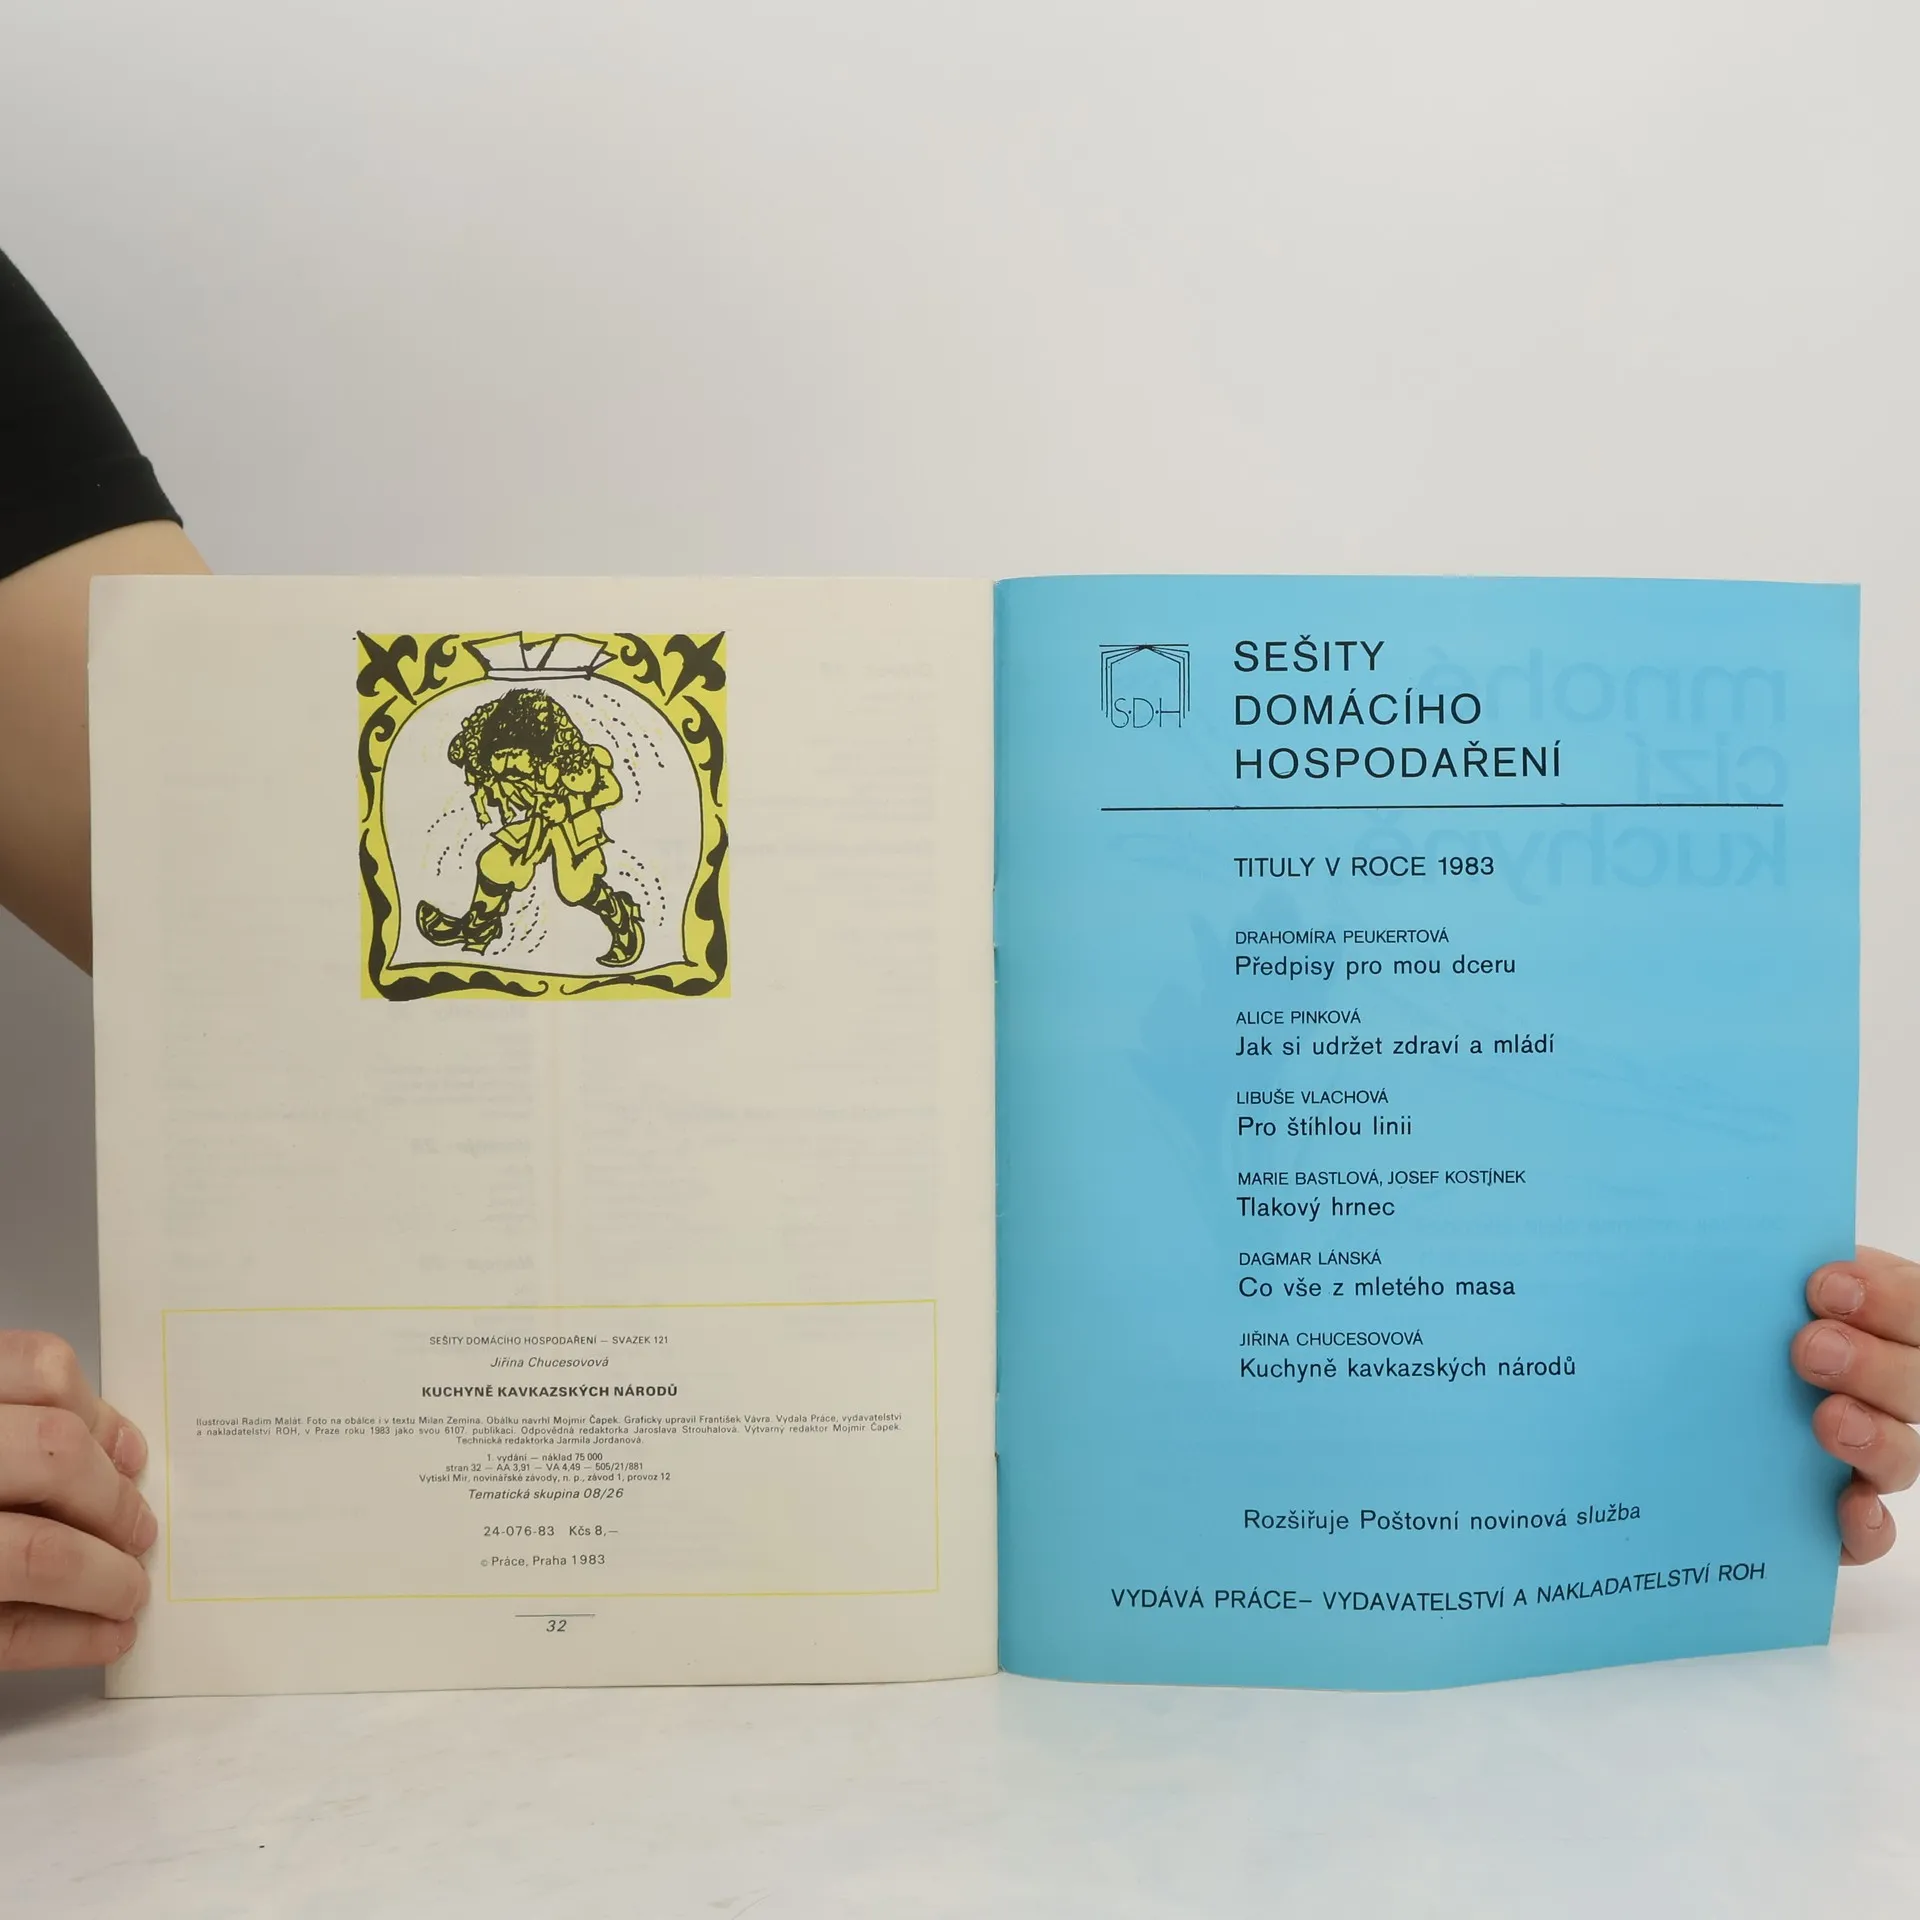 SEŠITY DOMÁCÍHO HOSPODAŘENÍ — SVAZEK 121
Jiřina Chucesovová
KUCHYNĚ KAVKAZSKÝCH NÁRODŮ
Ilustroval Radim Malát. Foto na obálce i v textu Milan Zemina. Obálku navrhl Mojmír Čapek. Graficky upravil František Vávra. Vydala Práce, vydavatelství
a nakladatelství ROH, v Praze roku 1983 jako svou 6107. publikaci. Odpovědná redaktorka Jaroslava Strouhalová. Výtvarný redaktor Mojmír Čapek.
Technická redaktorka Jarmila Jordanová.
1. vydání — náklad 75 000
stran 32 — AA 3,91 — VA 4,49 — 505/21/881
Vytiskl Mír, novinářské závody, n. p., závod 1, provoz 12
Tematická skupina 08/26
24-076-83 Kčs 8,—
© Práce, Praha 1983
32
S·D·H
SEŠITY
DOMÁCÍHO
HOSPODAŘENÍ
TITULY V ROCE 1983
DRAHOMÍRA PEUKERTOVÁ
Předpisy pro mou dceru
ALICE PINKOVÁ
Jak si udržet zdraví a mládí
LIBUŠE VLACHOVÁ
Pro štíhlou linii
MARIE BASTLOVÁ, JOSEF KOSTÍNEK
Tlakový hrnec
DAGMAR LÁNSKÁ
Co vše z mletého masa
JIŘINA CHUCESOVOVÁ
Kuchyně kavkazských národů
Rozšiřuje Poštovní novinová služba
VYDÁVÁ PRÁCE– VYDAVATELSTVÍ A NAKLADATELSTVÍ ROH
mnohé
cizí
kuchyně